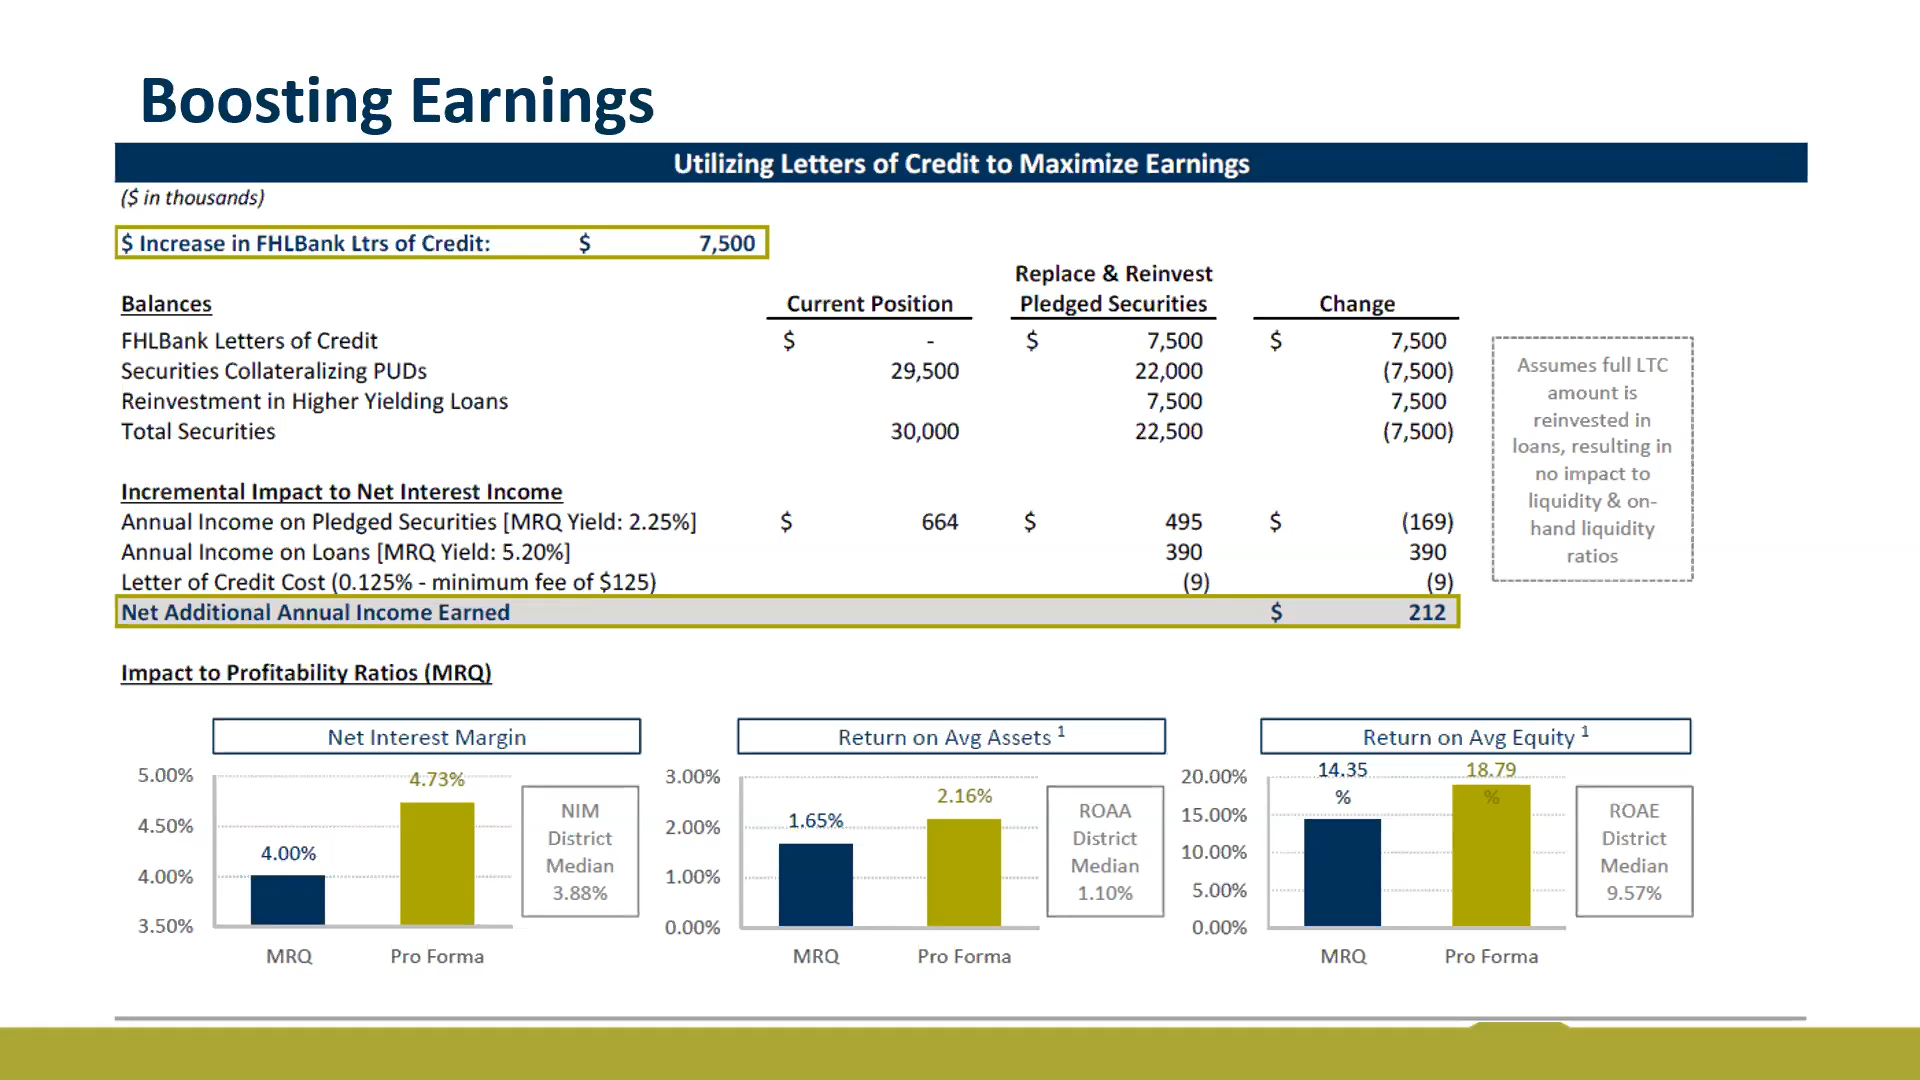 Boosting Earnings
Utilizing Letters of Credit to Maximize Earnings
($ in thousands)
$ Increase in FHLBank Ltrs of Credit: $ 7,500
Replace & Reinvest
Balances Current Position Pledged Securities Change
FHLBank Letters of Credit $ - $ 7,500 $ 7,500
Securities Collateralizing PUDs 29,500 22,000 (7,500)
Reinvestment in Higher Yielding Loans 7,500 7,500
Total Securities 30,000 22,500 (7,500)
Assumes full LTC
amount is
reinvested in
loans, resulting in
no impact to
liquidity & on-
hand liquidity
ratios
Incremental Impact to Net Interest Income
Annual Income on Pledged Securities [MRQ Yield: 2.25%] $ 664 $ 495 $ (169)
Annual Income on Loans [MRQ Yield: 5.20%] 390 390
Letter of Credit Cost (0.125% - minimum fee of $125) (9) (9)
Net Additional Annual Income Earned $ 212
Impact to Profitability Ratios (MRQ)
Net Interest Margin
5.00%
4.50%
4.00%
3.50%
4.00%
4.73%
MRQ Pro Forma
NIM
District
Median
3.88%
Return on Avg Assets 1
3.00%
2.00%
1.00%
0.00%
1.65%
2.16%
MRQ Pro Forma
ROAA
District
Median
1.10%
Return on Avg Equity 1
20.00%
15.00%
10.00%
5.00%
0.00%
14.35
%
18.79
%
MRQ Pro Forma
ROAE
District
Median
9.57%